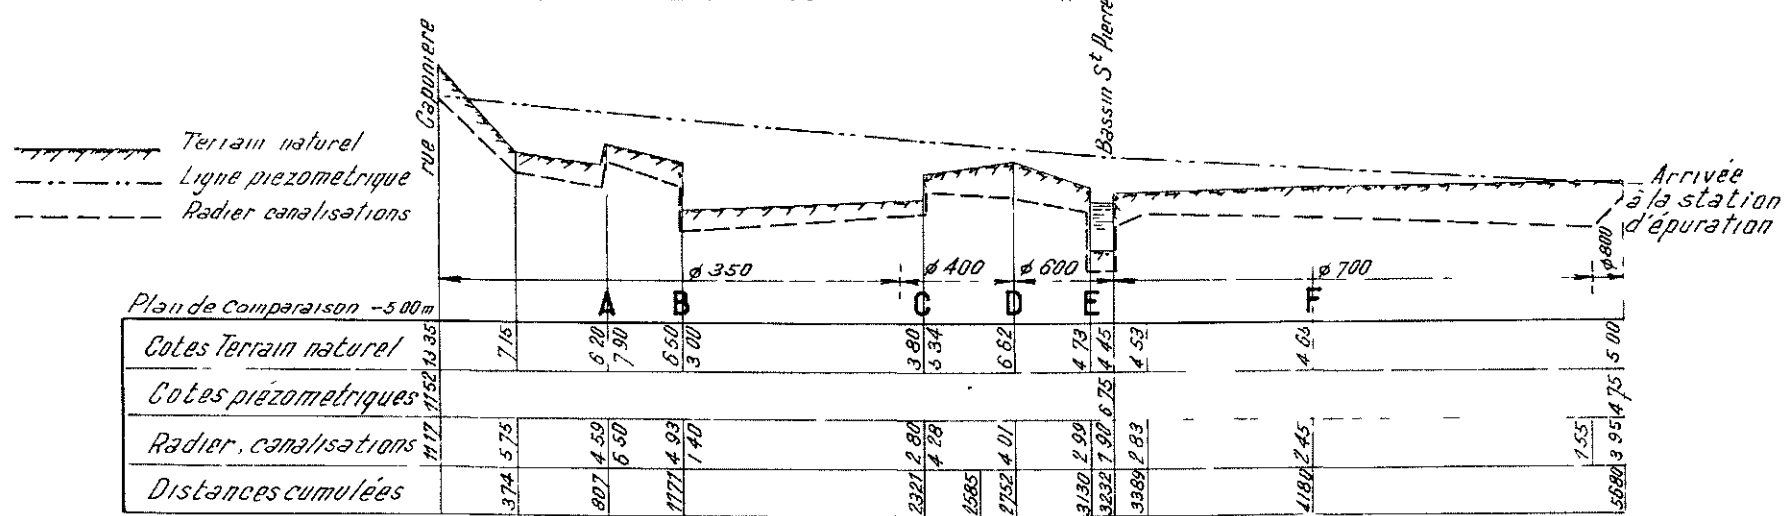 rue Caponiere
Bassin St Pierre
Terrain naturel
Ligne piezometrique
Radier canalisations
Arrivée
à la station
d'épuration
ø 350
ø 400
ø 600
ø 700
ø 800
Plan de Comparaison -5 00m
A B C D E F
Cotes Terrain naturel 13 35 7 15 6 20 7 90 6 50 3 00 3 80 5 34 6 62 4 73 4 45 4 53 4 63 5 00
Cotes piézometriques 11 52 6 75 4 75
Radier, canalisations 11 17 5 75 4 59 6 50 4 93 1 40 2 80 4 28 4 01 2 99 2 83 2 45 1 55 3 95
Distances cumulées 374 807 1171 2321 2585 2752 3130 3232 3389 4180 5680